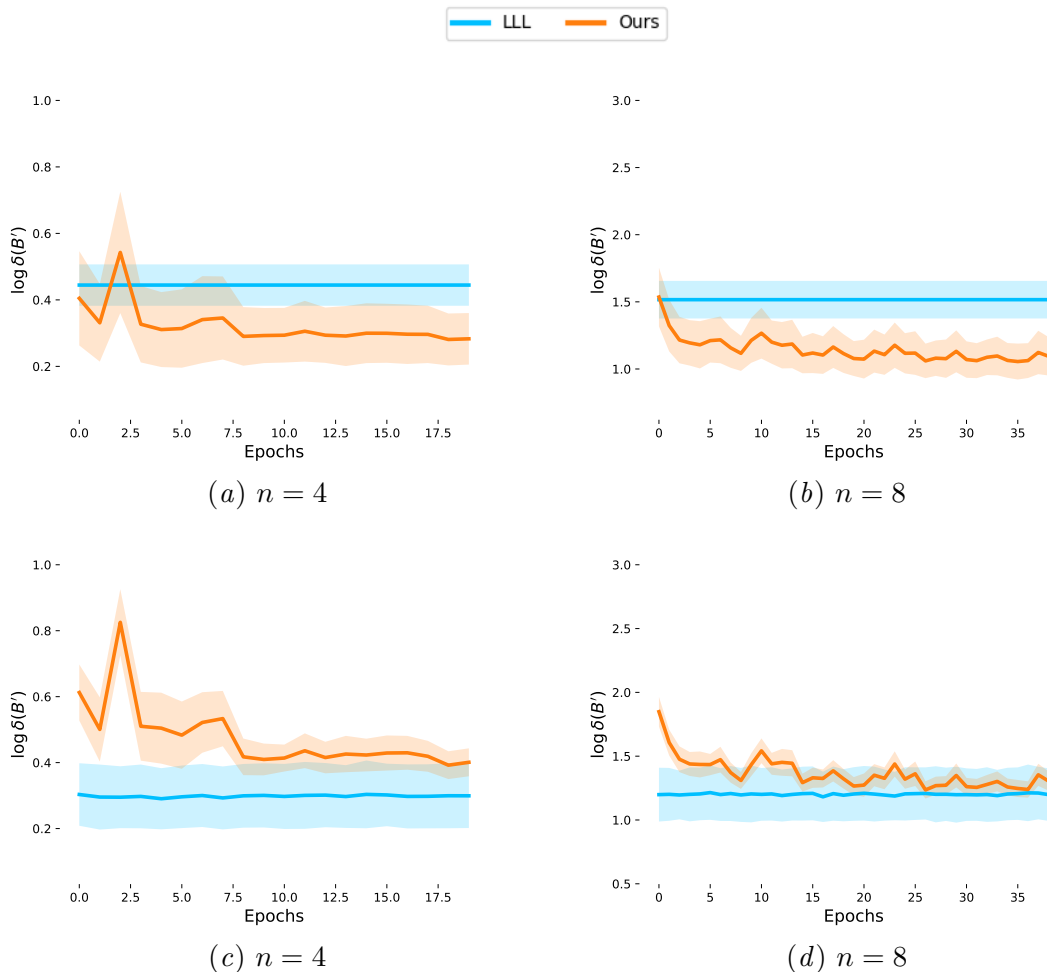 LLL Ours
1.0
0.8
0.6
0.4
0.2
log δ(B′)
0.0 2.5 5.0 7.5 10.0 12.5 15.0 17.5
Epochs
(a) n = 4
3.0
2.5
2.0
1.5
1.0
log δ(B′)
0 5 10 15 20 25 30 35
Epochs
(b) n = 8
1.0
0.8
0.6
0.4
0.2
log δ(B′)
0.0 2.5 5.0 7.5 10.0 12.5 15.0 17.5
Epochs
(c) n = 4
3.0
2.5
2.0
1.5
1.0
0.5
log δ(B′)
0 5 10 15 20 25 30 35
Epochs
(d) n = 8